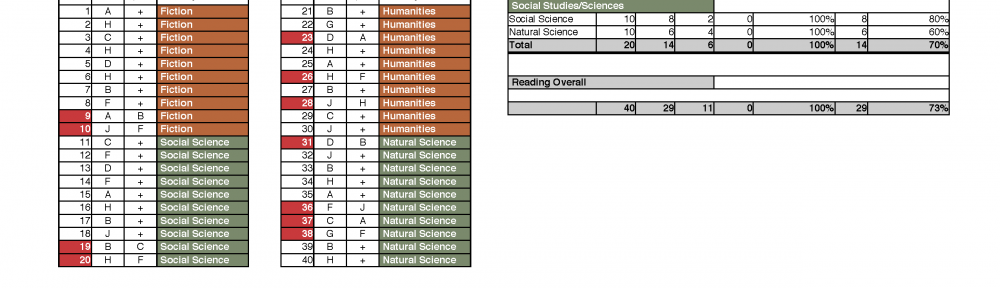 1 A + Fiction
2 H + Fiction
3 C + Fiction
4 H + Fiction
5 D + Fiction
6 H + Fiction
7 B + Fiction
8 F + Fiction
9 A B Fiction
10 J F Fiction
11 C + Social Science
12 F + Social Science
13 D + Social Science
14 F + Social Science
15 A + Social Science
16 H + Social Science
17 B + Social Science
18 J + Social Science
19 B C Social Science
20 H F Social Science
21 B + Humanities
22 G + Humanities
23 D A Humanities
24 H + Humanities
25 A + Humanities
26 H F Humanities
27 B + Humanities
28 J H Humanities
29 C + Humanities
30 J + Humanities
31 D B Natural Science
32 J + Natural Science
33 B + Natural Science
34 H + Natural Science
35 A + Natural Science
36 F J Natural Science
37 C A Natural Science
38 G F Natural Science
39 B + Natural Science
40 H + Natural Science
Social Studies/Sciences
Social Science 10 8 2 0 100% 8 80%
Natural Science 10 6 4 0 100% 6 60%
Total 20 14 6 0 100% 14 70%
Reading Overall
40 29 11 0 100% 29 73%